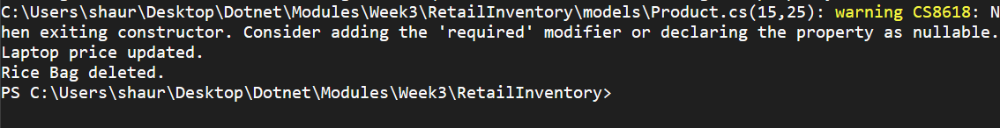 C:\Users\shaur\Desktop\Dotnet\Modules\Week3\RetailInventory\models\Product.cs(15,25): warning CS8618: N
hen exiting constructor. Consider adding the 'required' modifier or declaring the property as nullable.
Laptop price updated.
Rice Bag deleted.
PS C:\Users\shaur\Desktop\Dotnet\Modules\Week3\RetailInventory>